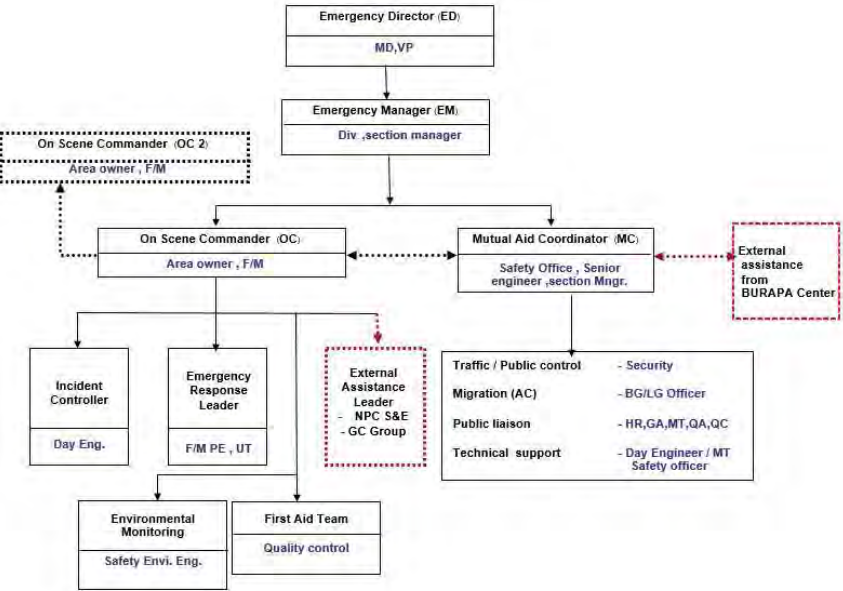 Emergency Director (ED)
MD,VP
Emergency Manager (EM)
Div ,section manager
On Scene Commander (OC 2)
Area owner , F/M
On Scene Commander (OC)
Area owner , F/M
Mutual Aid Coordinator (MC)
Safety Office , Senior
engineer ,section Mngr.
External
assistance
from
BURAPA Center
Incident
Controller
Day Eng.
Emergency
Response
Leader
F/M PE , UT
External
Assistance
Leader
- NPC S&E
- GC Group
Traffic / Public control - Security
Migration (AC) - BG/LG Officer
Public liaison - HR,GA,MT,QA,QC
Technical support - Day Engineer / MT
Safety officer
Environmental
Monitoring
Safety Envi. Eng.
First Aid Team
Quality control